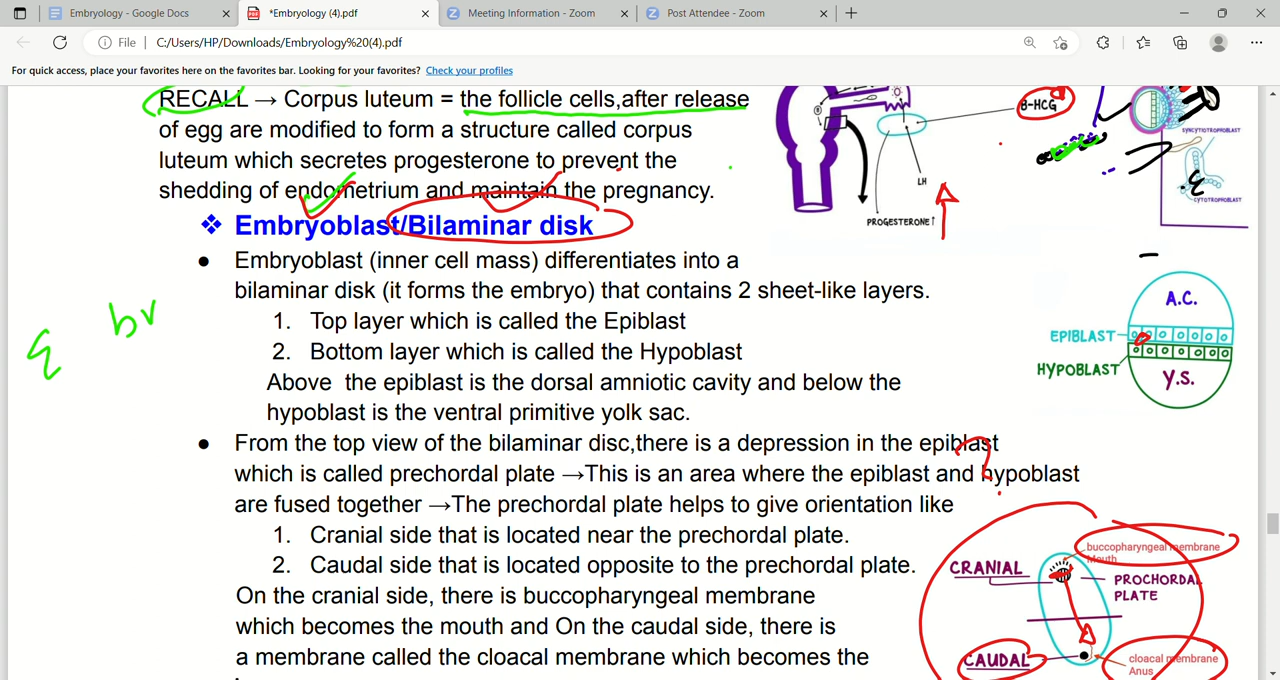 Embryology - Google Docs
*Embryology (4).pdf
Meeting Information - Zoom
Post Attendee - Zoom
File
C:/Users/HP/Downloads/Embryology%20(4).pdf
For quick access, place your favorites here on the favorites bar. Looking for your favorites? Check your profiles
RECALL → Corpus luteum = the follicle cells,after release
of egg are modified to form a structure called corpus
luteum which secretes progesterone to prevent the
shedding of endometrium and maintain the pregnancy.
❖ Embryoblast/Bilaminar disk
● Embryoblast (inner cell mass) differentiates into a
bilaminar disk (it forms the embryo) that contains 2 sheet-like layers.
1. Top layer which is called the Epiblast
2. Bottom layer which is called the Hypoblast
Above the epiblast is the dorsal amniotic cavity and below the
hypoblast is the ventral primitive yolk sac.
● From the top view of the bilaminar disc,there is a depression in the epiblast
which is called prechordal plate →This is an area where the epiblast and hypoblast
are fused together →The prechordal plate helps to give orientation like
1. Cranial side that is located near the prechordal plate.
2. Caudal side that is located opposite to the prechordal plate.
On the cranial side, there is buccopharyngeal membrane
which becomes the mouth and On the caudal side, there is
a membrane called the cloacal membrane which becomes the
br
B-HCG
LH
PROGESTERONE↑
SYNCYTIOTROPHOBLAST
CYTOTROPHOBLAST
A.C.
EPIBLAST
HYPOBLAST
Y.S.
buccopharyngeal membrane
Mouth
CRANIAL
PROCHORDAL
PLATE
CAUDAL
cloacal membrane
Anus